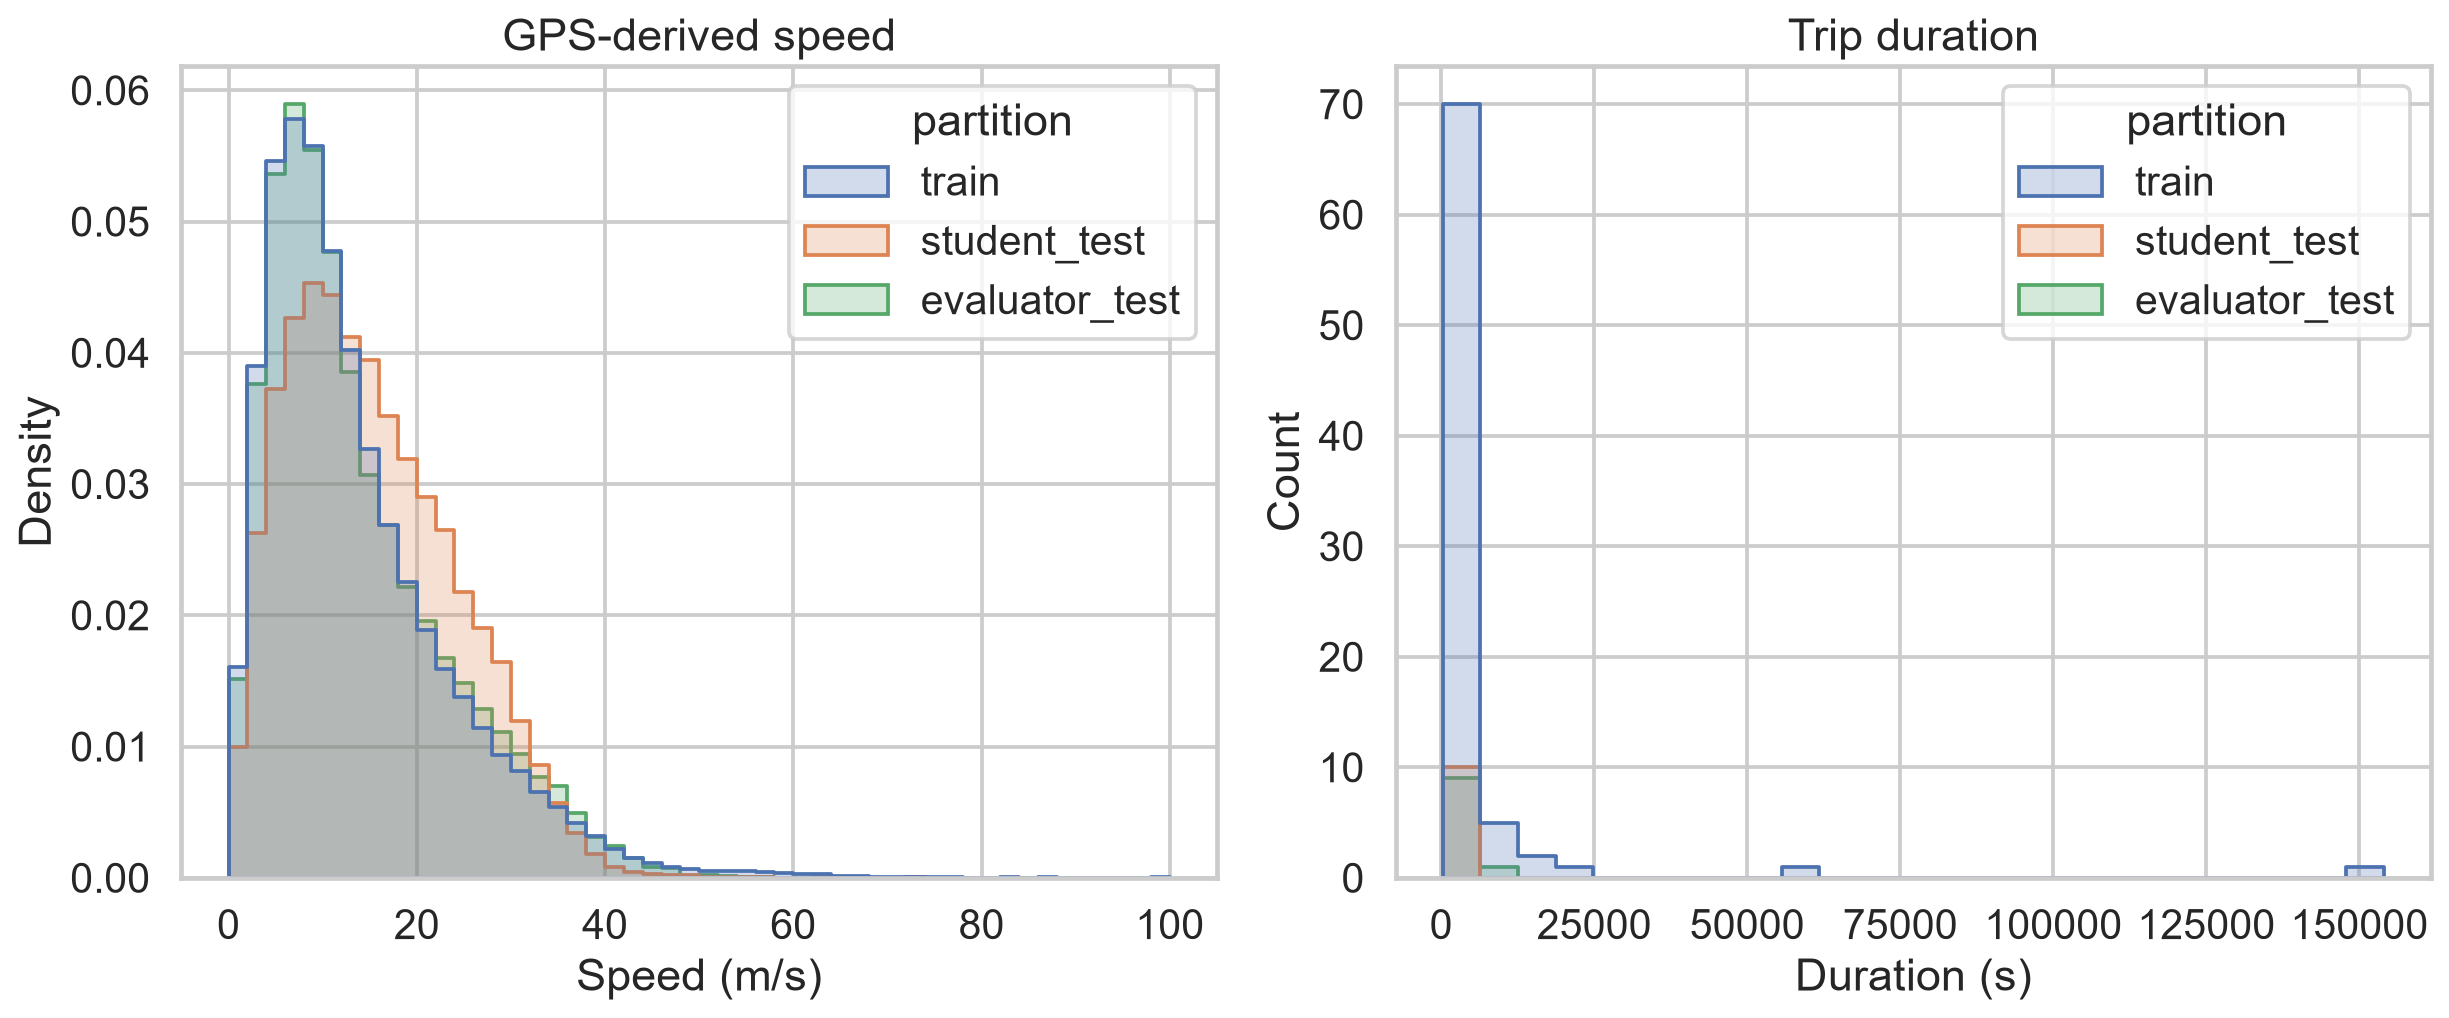 GPS-derived speed
0.06
0.05
0.04
0.03
0.02
0.01
0.00
Density
0
20
40
60
80
100
Speed (m/s)
partition
train
student_test
evaluator_test
Trip duration
70
60
50
40
30
20
10
0
Count
0
25000
50000
75000
100000
125000
150000
Duration (s)
partition
train
student_test
evaluator_test